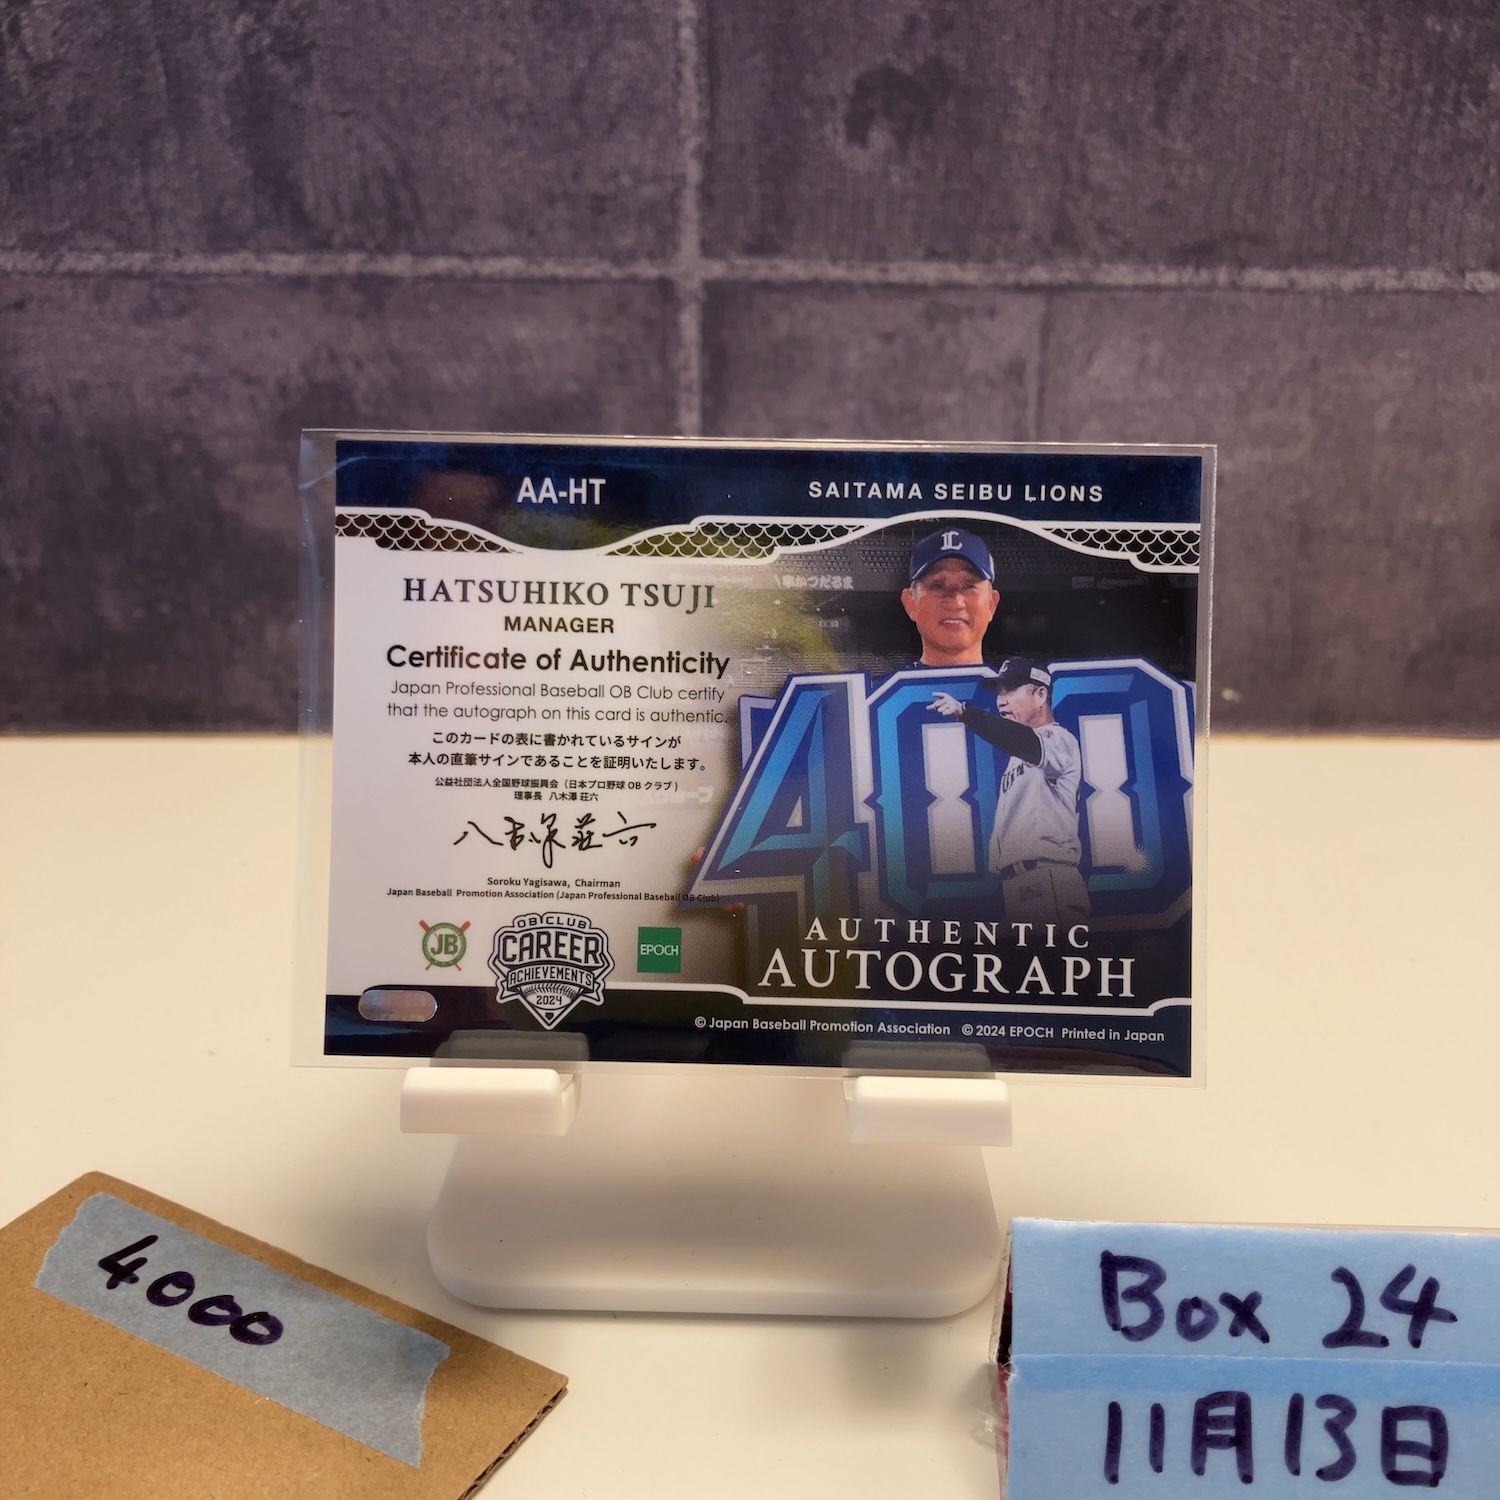 AA-HT
SAITAMA SEIBU LIONS
HATSUHIKO TSUJI
MANAGER
Certificate of Authenticity
Japan Professional Baseball OB Club certify
that the autograph on this card is authentic.
このカードの表に書かれているサインが
本人の直筆サインであることを証明いたします。
公益社団法人全国野球振興会（日本プロ野球 OB クラブ）
理事長 八木澤 荘六
八木沢荘六
Soroku Yagisawa, Chairman
Japan Baseball Promotion Association (Japan Professional Baseball OB Club)
JB
OB CLUB
CAREER
ACHIEVEMENTS
2024
EPOCH
L
400
AUTHENTIC
AUTOGRAPH
© Japan Baseball Promotion Association © 2024 EPOCH Printed in Japan
4000
Box 24
11月13日